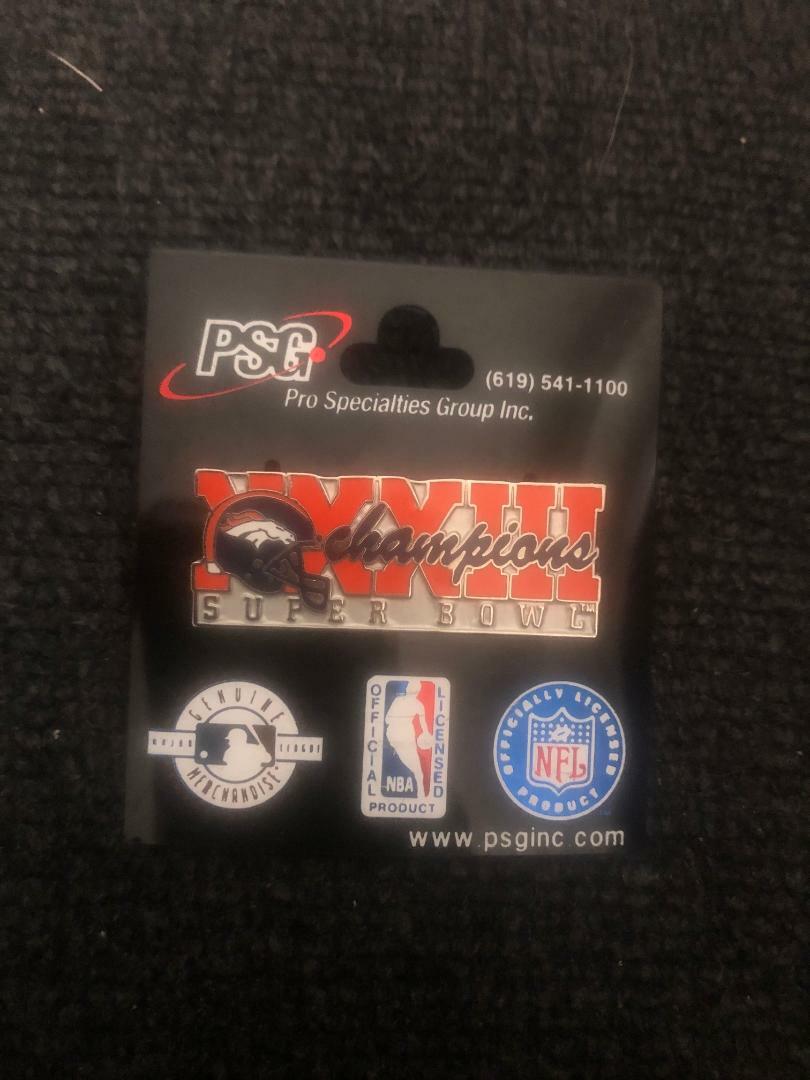 PSG
(619) 541-1100
Pro Specialties Group Inc.
XXXIII
champions
SUPER BOWL™
GENUINE
MAJOR LEAGUE
MERCHANDISE
OFFICIAL LICENSED
NBA
PRODUCT
OFFICIALLY LICENSED
NFL
PRODUCT
www.psginc.com